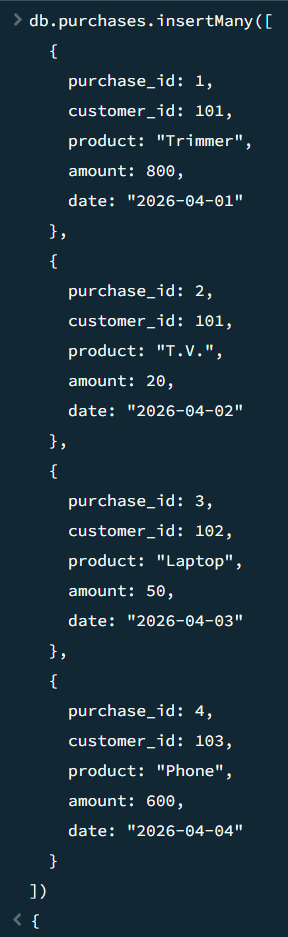 > db.purchases.insertMany([
{
purchase_id: 1,
customer_id: 101,
product: "Trimmer",
amount: 800,
date: "2026-04-01"
},
{
purchase_id: 2,
customer_id: 101,
product: "T.V.",
amount: 20,
date: "2026-04-02"
},
{
purchase_id: 3,
customer_id: 102,
product: "Laptop",
amount: 50,
date: "2026-04-03"
},
{
purchase_id: 4,
customer_id: 103,
product: "Phone",
amount: 600,
date: "2026-04-04"
}
])
< {